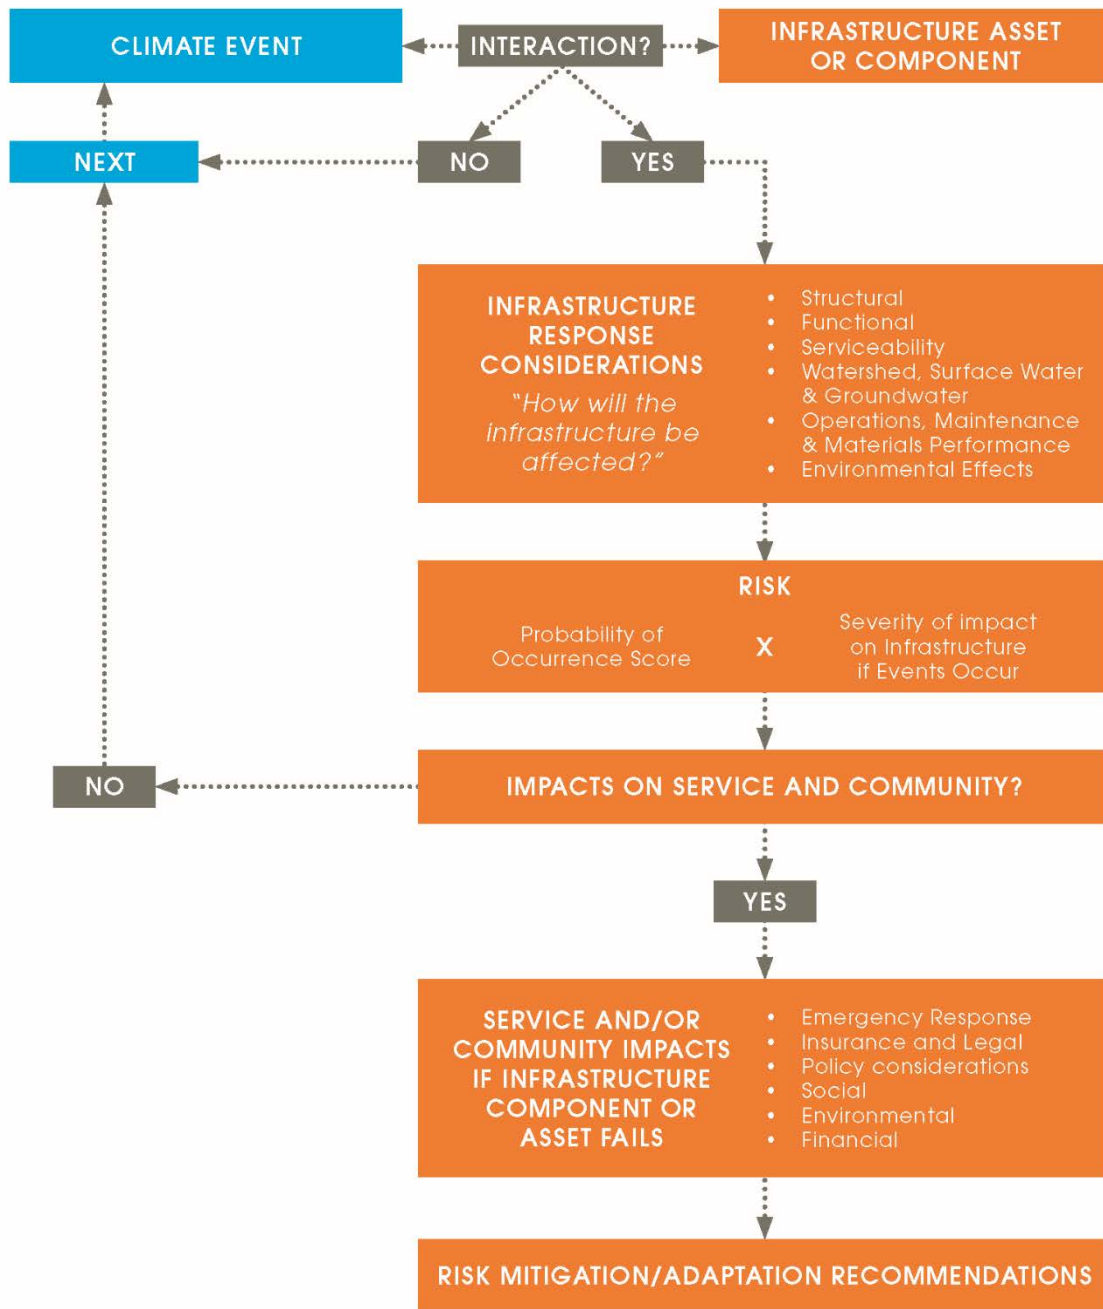 CLIMATE EVENT
INTERACTION?
INFRASTRUCTURE ASSET
OR COMPONENT
NEXT
NO
YES
INFRASTRUCTURE
RESPONSE
CONSIDERATIONS
"How will the
infrastructure be
affected?"
• Structural
• Functional
• Serviceability
• Watershed, Surface Water
& Groundwater
• Operations, Maintenance
& Materials Performance
• Environmental Effects
RISK
Probability of
Occurrence Score
X
Severity of impact
on Infrastructure
if Events Occur
NO
IMPACTS ON SERVICE AND COMMUNITY?
YES
SERVICE AND/OR
COMMUNITY IMPACTS
IF INFRASTRUCTURE
COMPONENT OR
ASSET FAILS
• Emergency Response
• Insurance and Legal
• Policy considerations
• Social
• Environmental
• Financial
RISK MITIGATION/ADAPTATION RECOMMENDATIONS